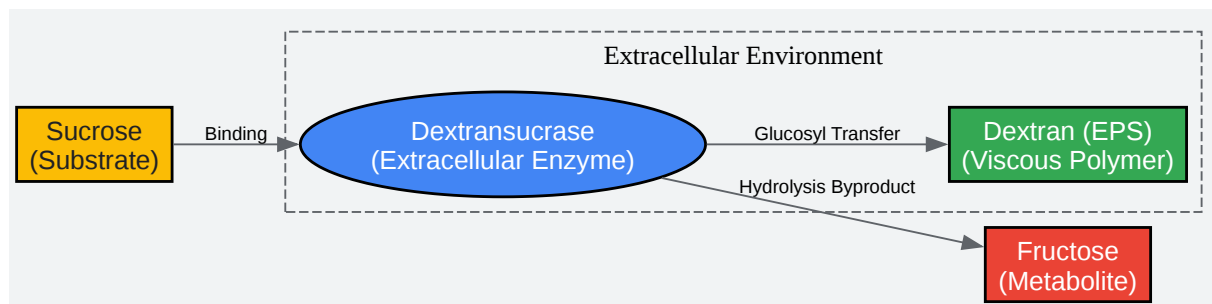 Extracellular Environment
Sucrose
(Substrate)
Binding
Dextransucrase
(Extracellular Enzyme)
Glucosyl Transfer
Dextran (EPS)
(Viscous Polymer)
Hydrolysis Byproduct
Fructose
(Metabolite)